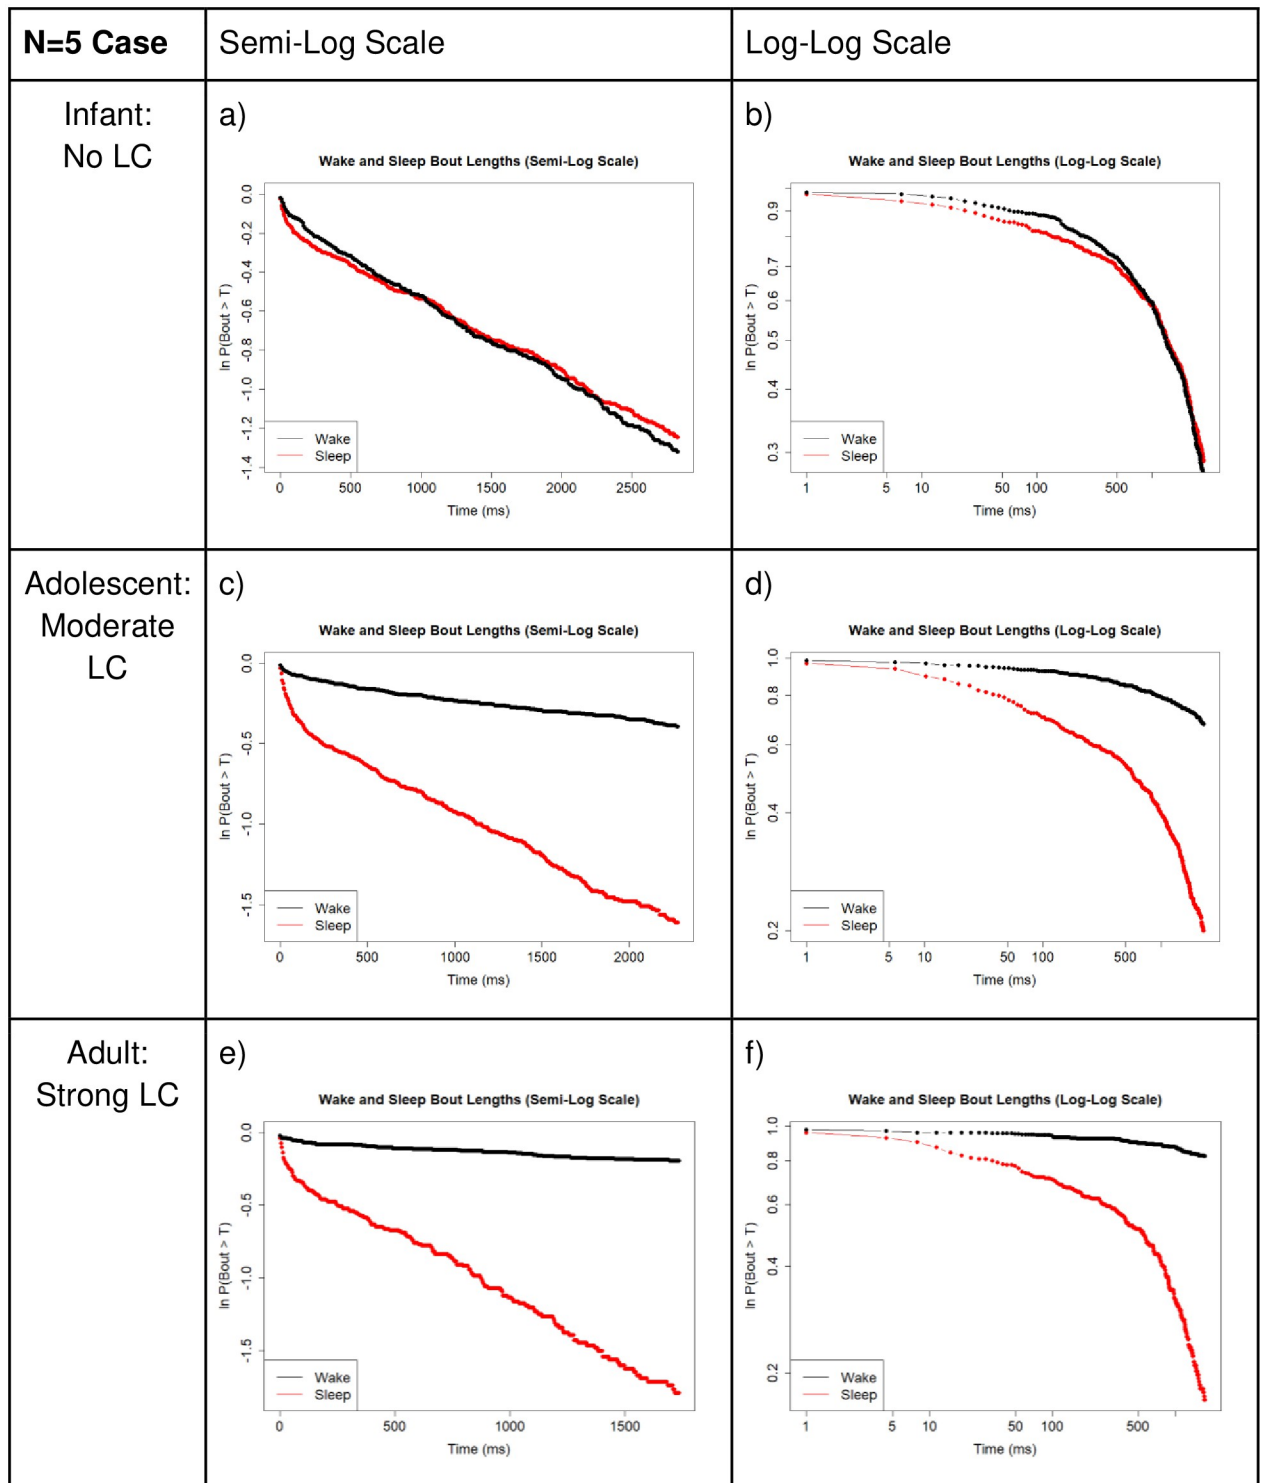 N=5 Case
Semi-Log Scale
Log-Log Scale
Infant:
No LC
a)
Wake and Sleep Bout Lengths (Semi-Log Scale)
ln P(Bout > T)
0.0
-0.2
-0.4
-0.6
-0.8
-1.0
-1.2
-1.4
Wake
Sleep
0 500 1000 1500 2000 2500
Time (ms)
b)
Wake and Sleep Bout Lengths (Log-Log Scale)
ln P(Bout > T)
0.9
0.7
0.6
0.5
0.4
0.3
Wake
Sleep
1 5 10 50 100 500
Time (ms)
Adolescent:
Moderate
LC
c)
Wake and Sleep Bout Lengths (Semi-Log Scale)
ln P(Bout > T)
0.0
-0.5
-1.0
-1.5
Wake
Sleep
0 500 1000 1500 2000
Time (ms)
d)
Wake and Sleep Bout Lengths (Log-Log Scale)
ln P(Bout > T)
1.0
0.8
0.6
0.4
0.2
Wake
Sleep
1 5 10 50 100 500
Time (ms)
Adult:
Strong LC
e)
Wake and Sleep Bout Lengths (Semi-Log Scale)
ln P(Bout > T)
0.0
-0.5
-1.0
-1.5
Wake
Sleep
0 500 1000 1500
Time (ms)
f)
Wake and Sleep Bout Lengths (Log-Log Scale)
ln P(Bout > T)
1.0
0.8
0.6
0.4
0.2
Wake
Sleep
1 5 10 50 100 500
Time (ms)